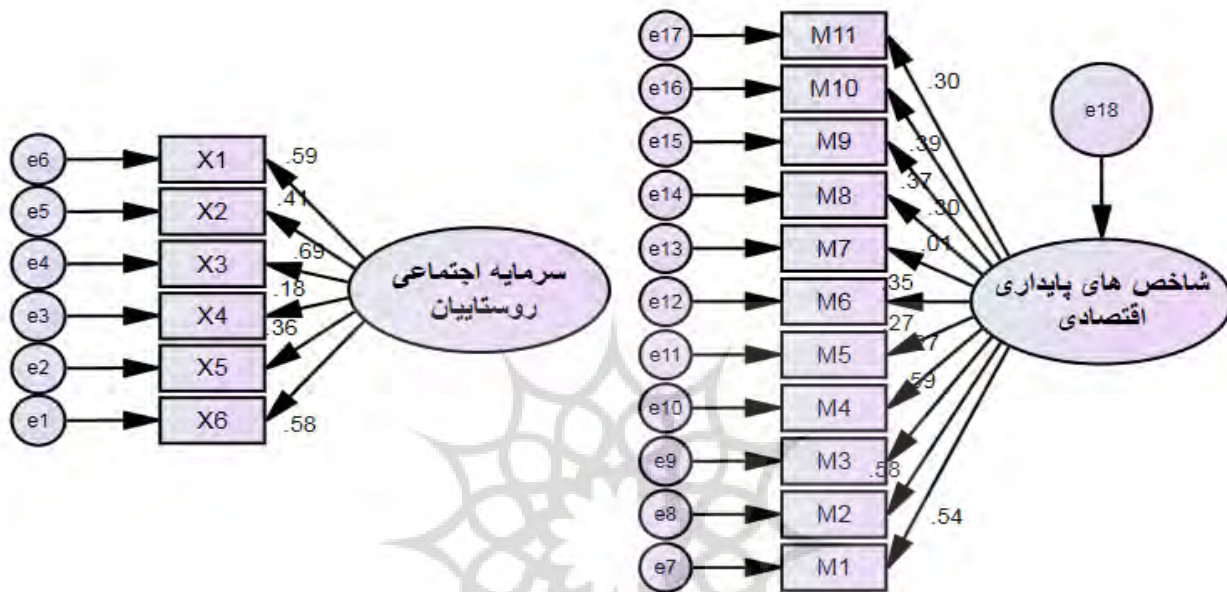 e6
X1
.59
e5
X2
.41
e4
X3
.69
e3
X4
.18
e2
X5
.36
e1
X6
.58
سرمایه اجتماعی
روستاییان
e17
M11
.30
e16
M10
.39
e15
M9
.37
e14
M8
.30
e13
M7
.01
e12
M6
.35
e11
M5
.27
e10
M4
.59
e9
M3
.58
e8
M2
.54
e7
M1
e18
شاخص های پایداری
اقتصادی